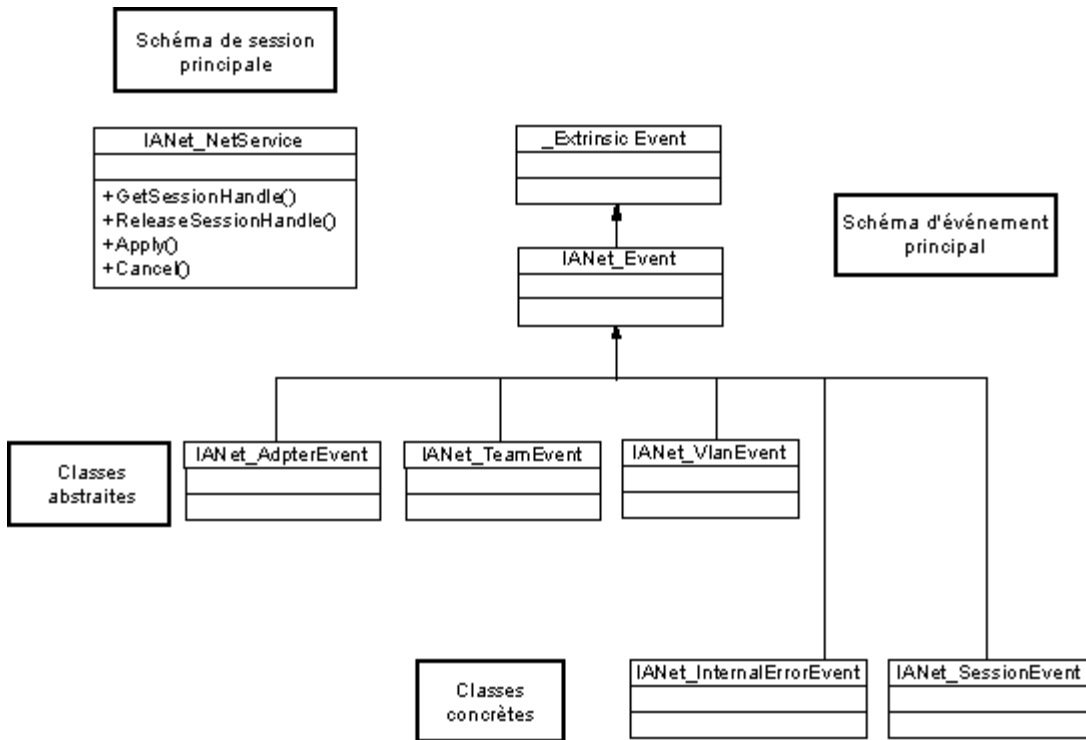 Schéma de session
principale
IANet_NetService
+GetSessionHandle()
+ReleaseSessionHandle()
+Apply()
+Cancel()
_Extrinsic Event
Schéma d'événement
principal
IANet_Event
Classes
abstraites
IANet_AdpterEvent
IANet_TeamEvent
IANet_VlanEvent
Classes
concrètes
IANet_InternalErrorEvent
IANet_SessionEvent